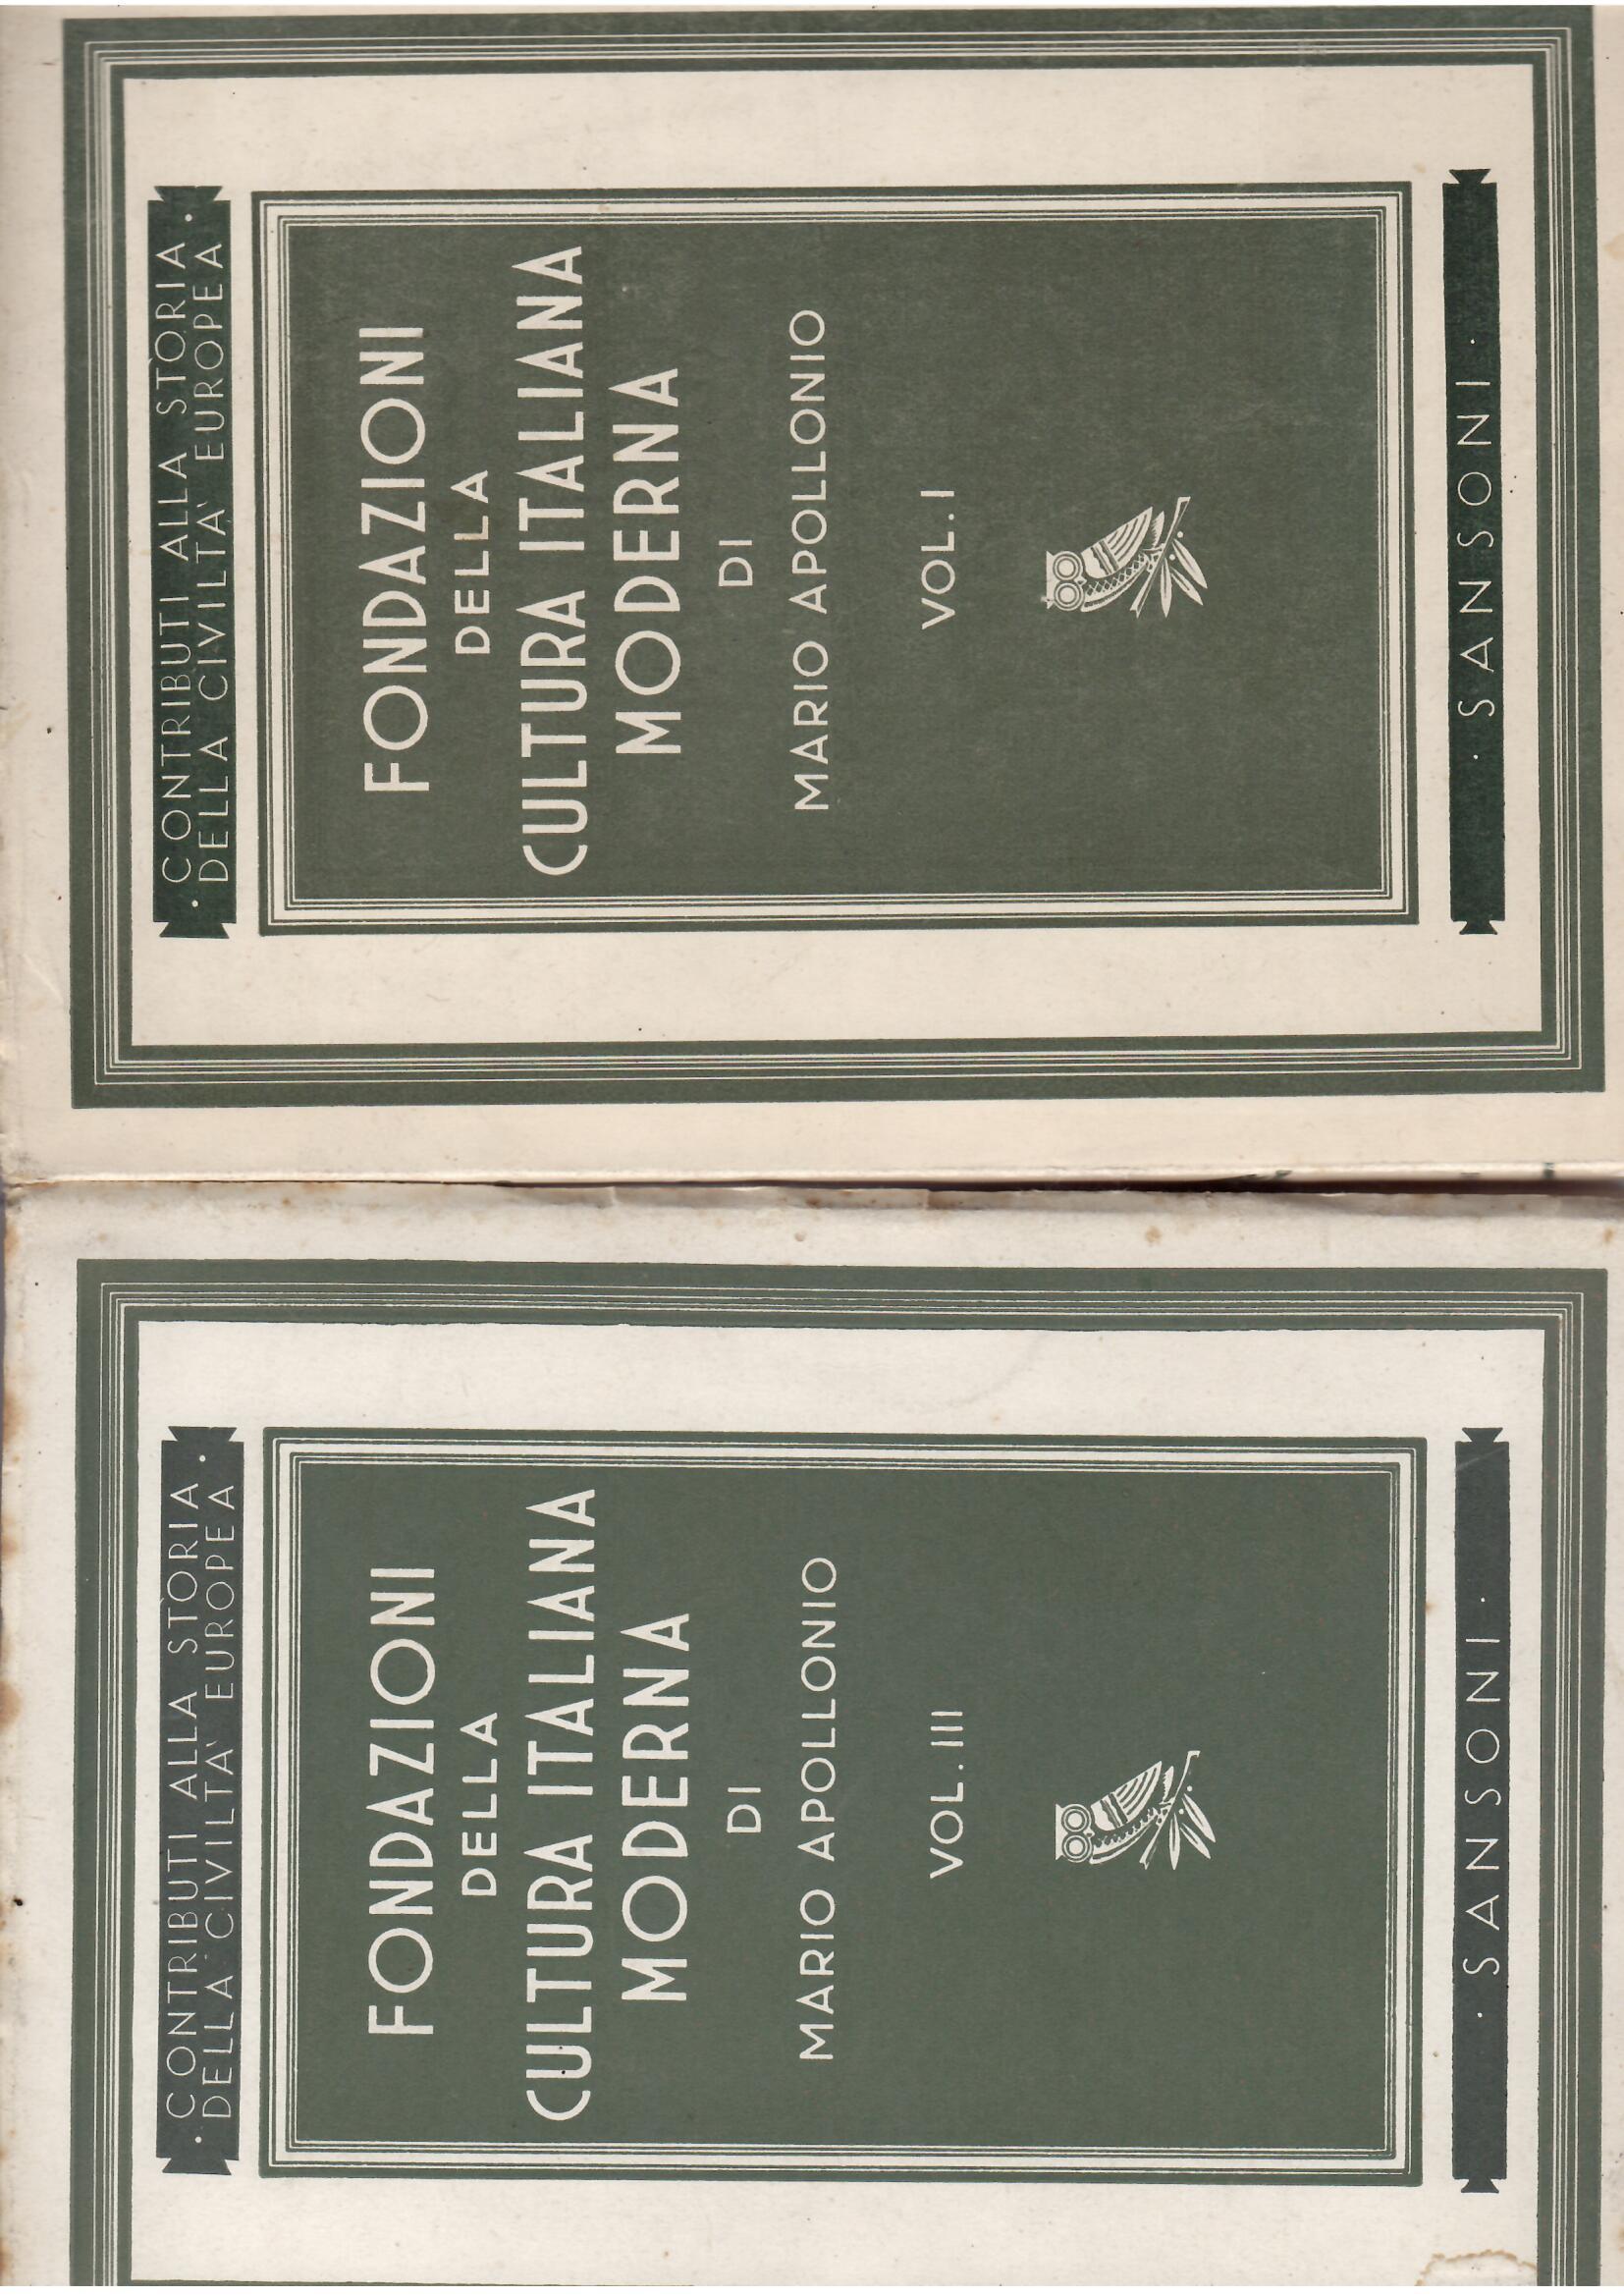 · CONTRIBUTI ALLA STORIA ·
DELLA CIVILTA' EUROPEA
FONDAZIONI
DELLA
CULTURA ITALIANA
MODERNA
DI
MARIO APOLLONIO
VOL. I
· SANSONI ·
· CONTRIBUTI ALLA STORIA ·
DELLA CIVILTA' EUROPEA
FONDAZIONI
DELLA
CULTURA ITALIANA
MODERNA
DI
MARIO APOLLONIO
VOL. III
· SANSONI ·